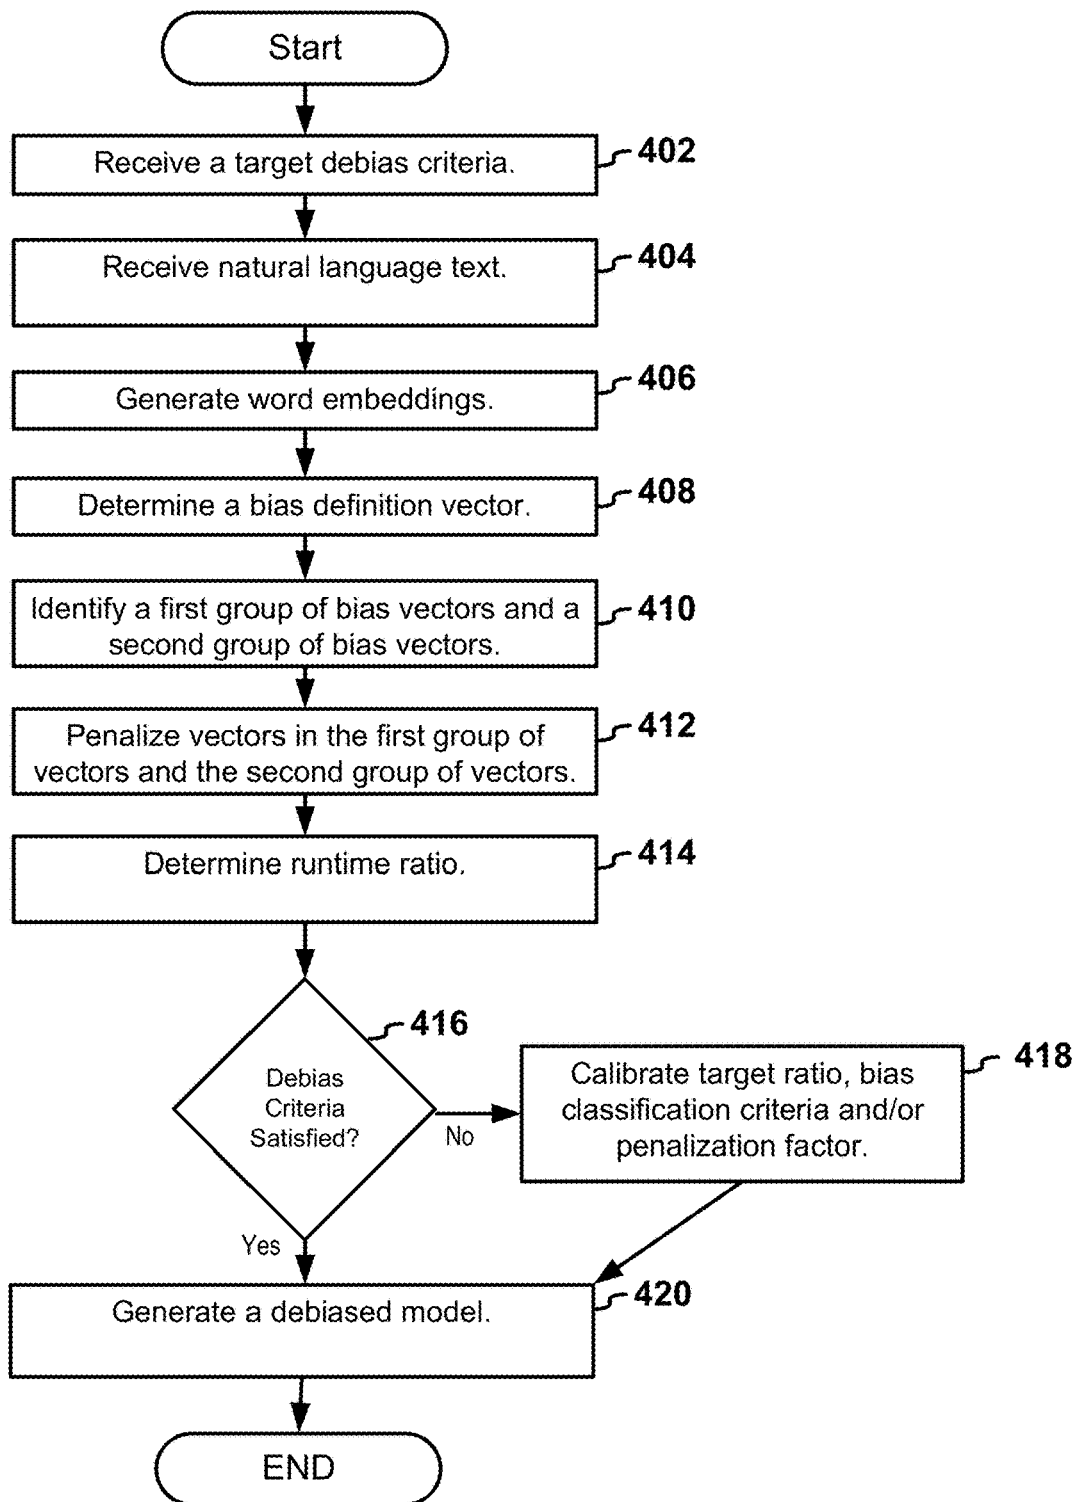 Start
Receive a target debias criteria.
402
Receive natural language text.
404
Generate word embeddings.
406
Determine a bias definition vector.
408
Identify a first group of bias vectors and a
second group of bias vectors.
410
Penalize vectors in the first group of
vectors and the second group of vectors.
412
Determine runtime ratio.
414
Debias
Criteria
Satisfied?
416
No
Calibrate target ratio, bias
classification criteria and/or
penalization factor.
418
Yes
Generate a debiased model.
420
END